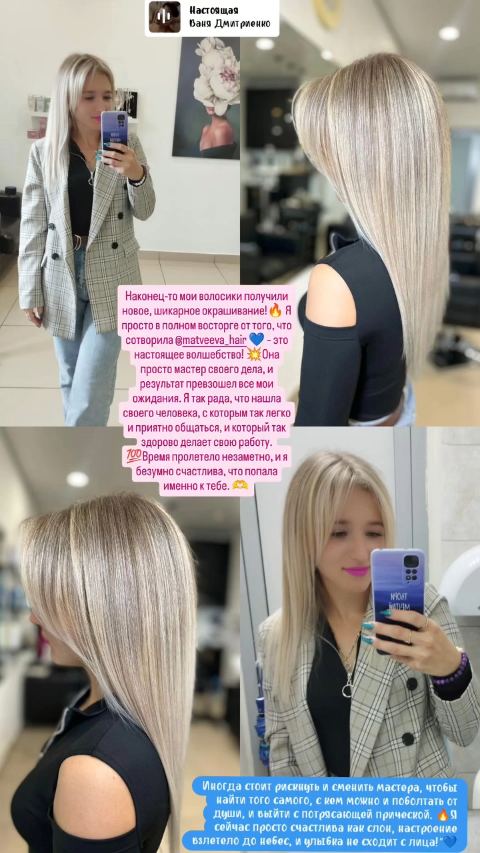 Настоящая
Ваня Дмитриенко
Наконец-то мои волосики получили
новое, шикарное окрашивание!🔥 Я
просто в полном восторге от того, что
сотворила @matveeva_hair 💙 - это
настоящее волшебство! 💥Она
просто мастер своего дела, и
результат превзошел все мои
ожидания. Я так рада, что нашла
своего человека, с которым так легко
и приятно общаться, и который так
здорово делает свою работу.
💯Время пролетело незаметно, и я
безумно счастлива, что попала
именно к тебе. 🫶
Иногда стоит рискнуть и сменить мастера, чтобы
найти того самого, с кем можно и поболтать от
души, и выйти с потрясающей прической. 🔥Я
сейчас просто счастлива как слон, настроение
взлетело до небес, и улыбка не сходит с лица!"💙